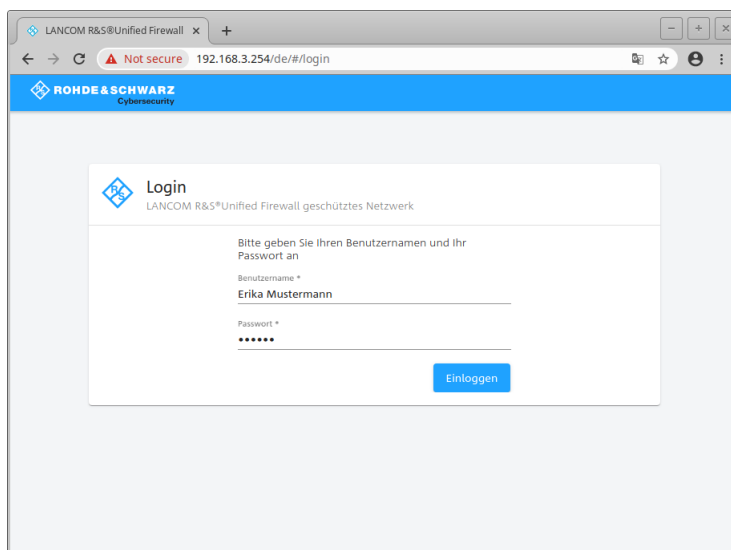 LANCOM R&S®Unified Firewall
Not secure 192.168.3.254/de/#/login
ROHDE&SCHWARZ
Cybersecurity
R&S
Login
LANCOM R&S®Unified Firewall geschütztes Netzwerk
Bitte geben Sie Ihren Benutzernamen und Ihr
Passwort an
Benutzername *
Erika Mustermann
Passwort *
••••••
Einloggen